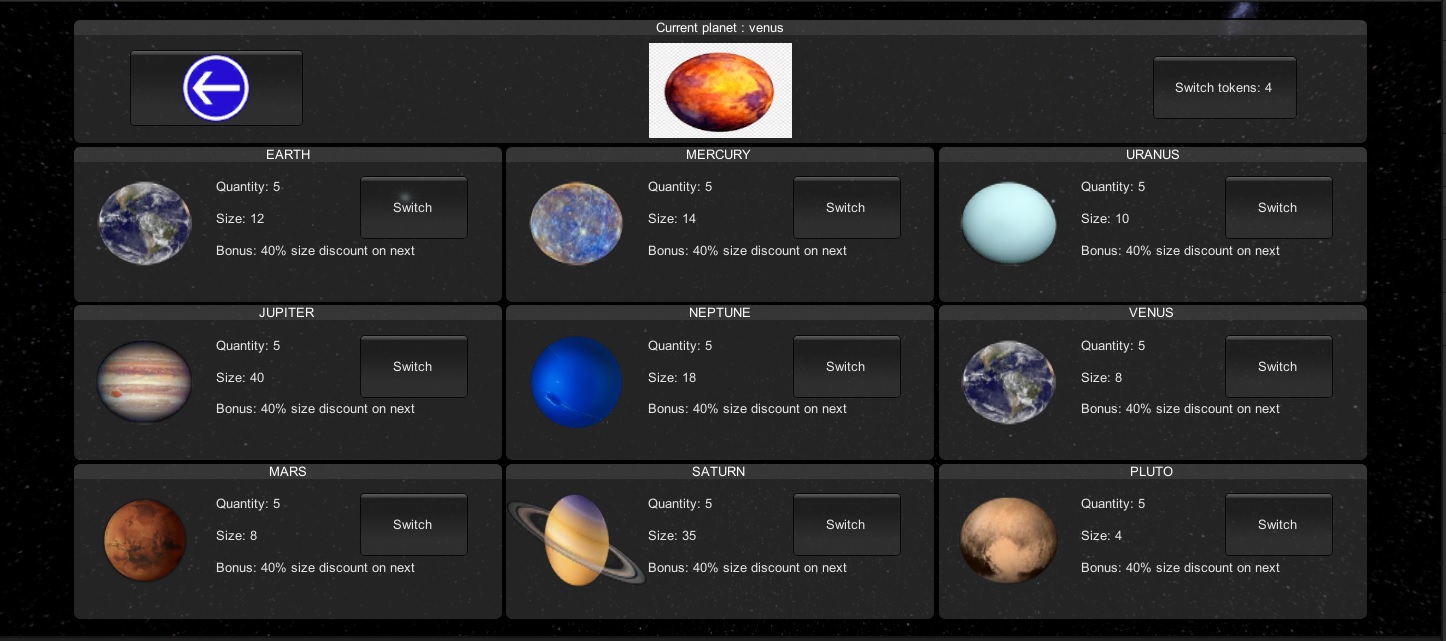 Current planet : venus
Switch tokens: 4
EARTH
Quantity: 5
Size: 12
Switch
Bonus: 40% size discount on next
MERCURY
Quantity: 5
Size: 14
Switch
Bonus: 40% size discount on next
URANUS
Quantity: 5
Size: 10
Switch
Bonus: 40% size discount on next
JUPITER
Quantity: 5
Size: 40
Switch
Bonus: 40% size discount on next
NEPTUNE
Quantity: 5
Size: 18
Switch
Bonus: 40% size discount on next
VENUS
Quantity: 5
Size: 8
Switch
Bonus: 40% size discount on next
MARS
Quantity: 5
Size: 8
Switch
Bonus: 40% size discount on next
SATURN
Quantity: 5
Size: 35
Switch
Bonus: 40% size discount on next
PLUTO
Quantity: 5
Size: 4
Switch
Bonus: 40% size discount on next